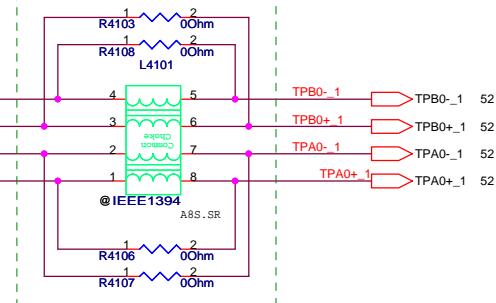 1 2
R4103 0Ohm
1 2
R4108 0Ohm
L4101
4 5 TPB0-_1 TPB0-_1 52
3 6 TPB0+_1 TPB0+_1 52
Common
Choke
2 7 TPA0-_1 TPA0-_1 52
1 8 TPA0+_1 TPA0+_1 52
@IEEE1394
A8S.SR
1 2
R4106 0Ohm
1 2
R4107 0Ohm